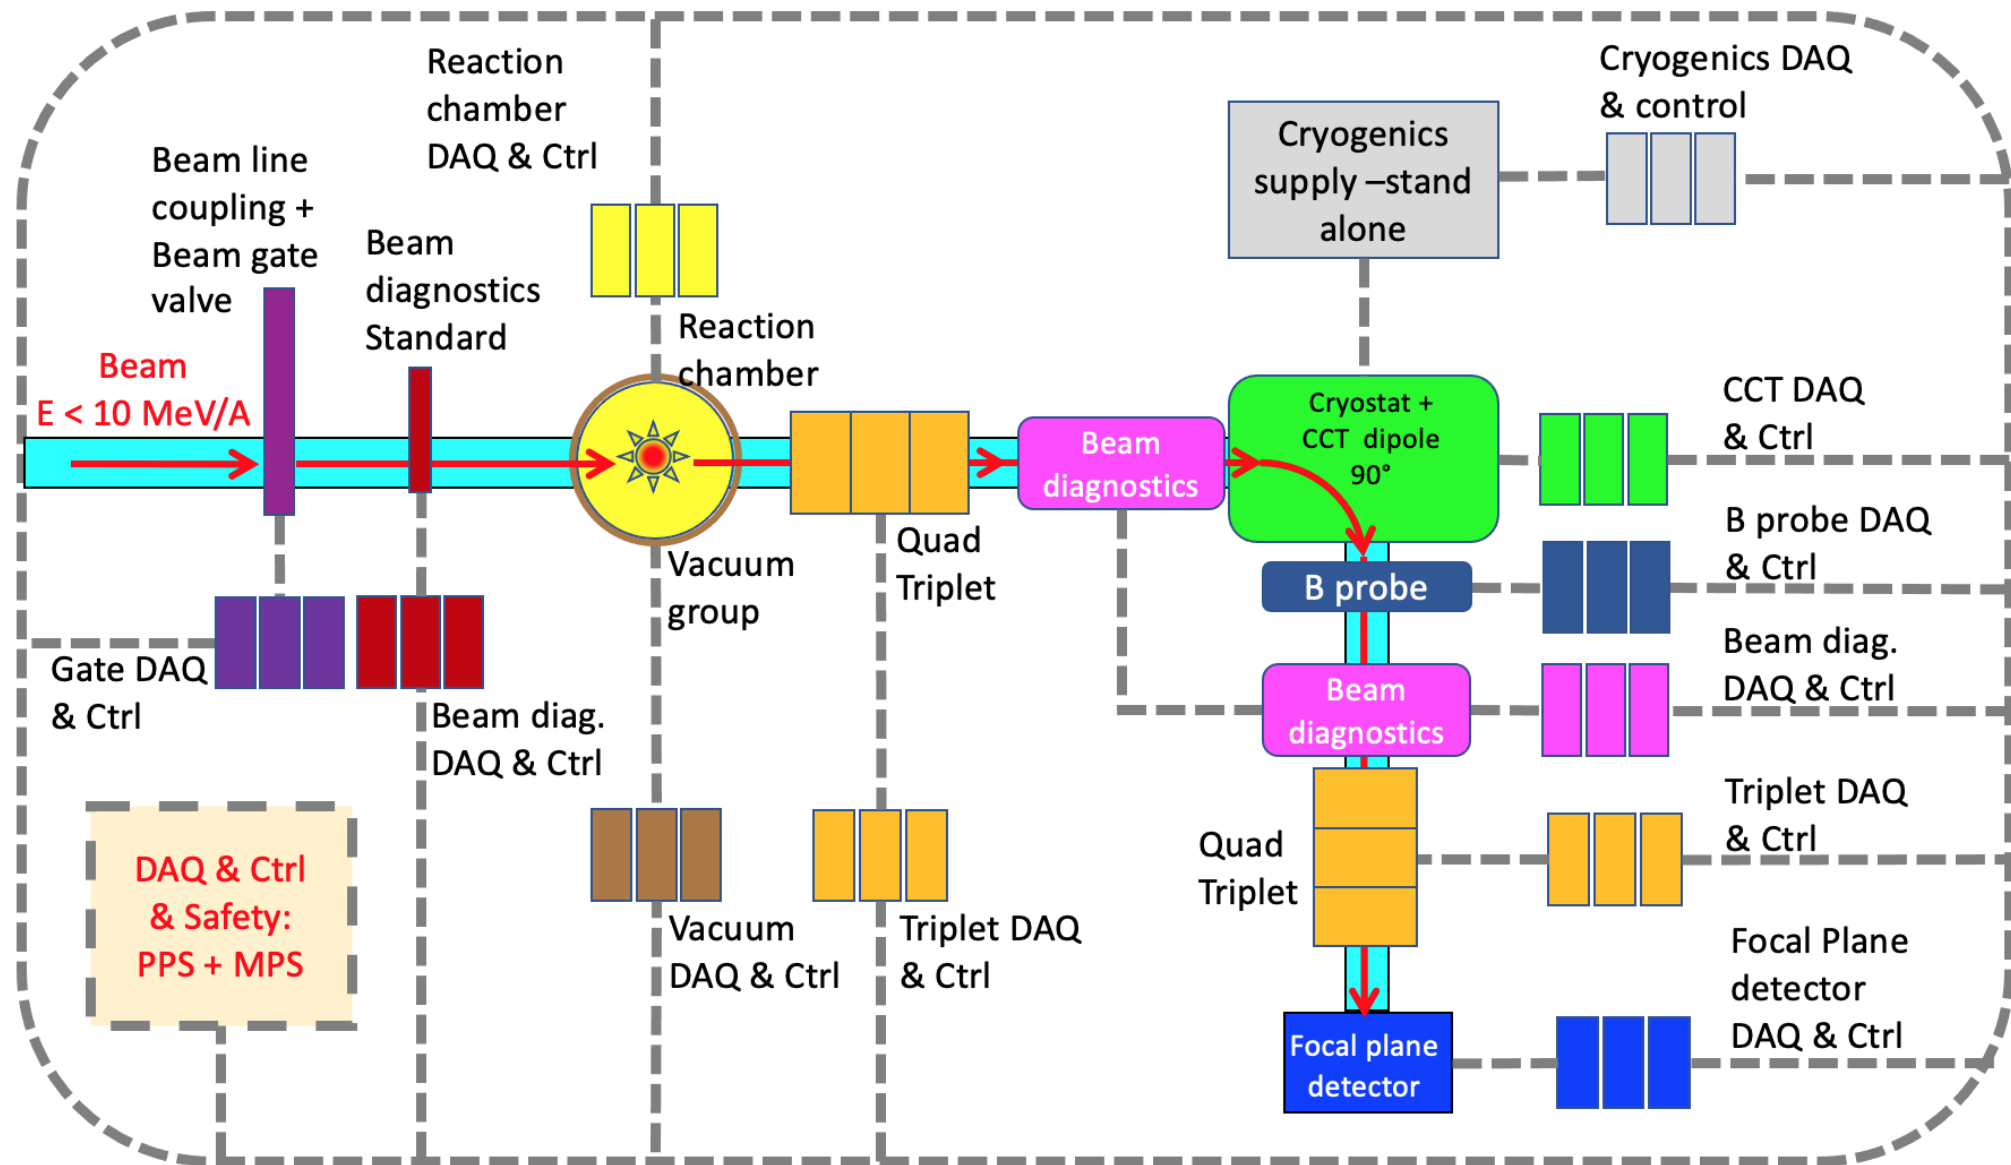 Reaction
chamber
DAQ & Ctrl
Cryogenics DAQ
& control
Cryogenics
supply –stand
alone
Beam line
coupling +
Beam gate
valve
Beam
diagnostics
Standard
Reaction
chamber
Beam
E < 10 MeV/A
Beam
diagnostics
Cryostat +
CCT dipole
90°
CCT DAQ
& Ctrl
Vacuum
group
Quad
Triplet
B probe
B probe DAQ
& Ctrl
Gate DAQ
& Ctrl
Beam diag.
DAQ & Ctrl
Beam
diagnostics
Beam diag.
DAQ & Ctrl
DAQ & Ctrl
& Safety:
PPS + MPS
Vacuum
DAQ & Ctrl
Triplet DAQ
& Ctrl
Quad
Triplet
Triplet DAQ
& Ctrl
Focal plane
detector
Focal Plane
detector
DAQ & Ctrl